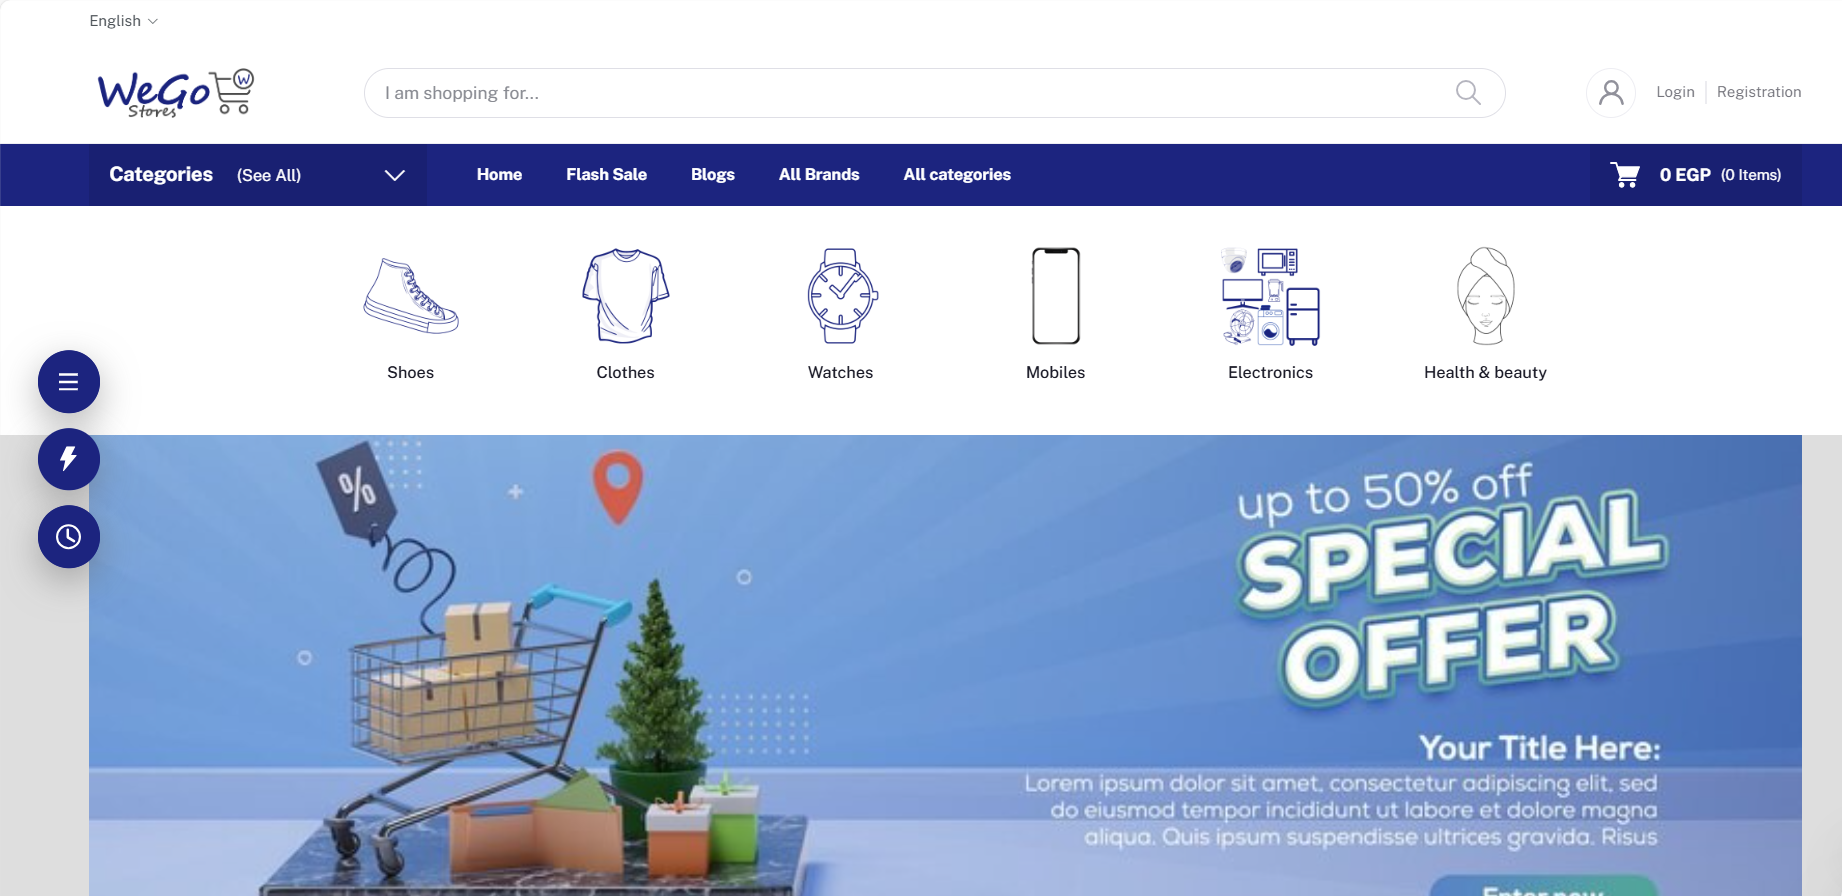 English
WeGo
W
Stores
I am shopping for...
Login
Registration
Categories (See All)
Home
Flash Sale
Blogs
All Brands
All categories
0 EGP (0 Items)
Shoes
Clothes
Watches
Mobiles
Electronics
Health & beauty
%
up to 50% off
SPECIAL
OFFER
Your Title Here:
Lorem ipsum dolor sit amet, consectetur adipiscing elit, sed
do eiusmod tempor incididunt ut labore et dolore magna
aliqua. Quis ipsum suspendisse ultrices gravida. Risus
Enter now